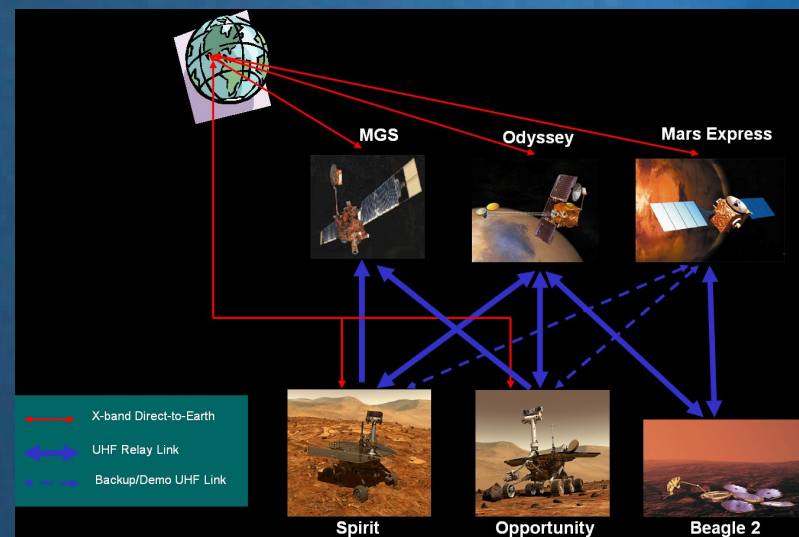 MGS
Odyssey
Mars Express
X-band Direct-to-Earth
UHF Relay Link
Backup/Demo UHF Link
Spirit
Opportunity
Beagle 2